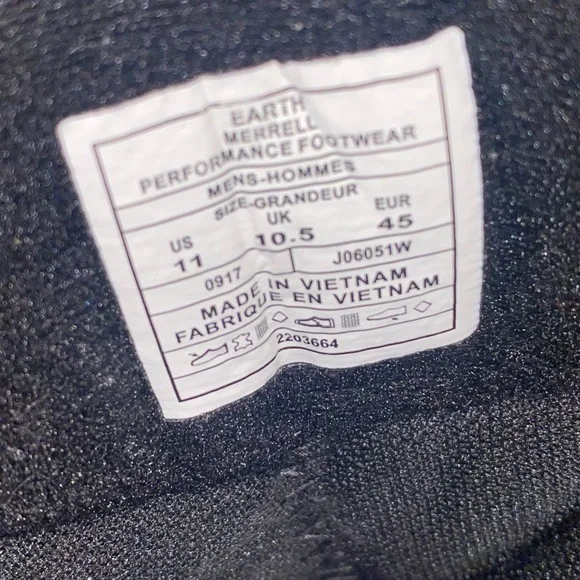 EARTH
MERRELL
PERFORMANCE FOOTWEAR
MENS-HOMMES
SIZE-GRANDEUR
US UK EUR
11 10.5 45
0917 J06051W
MADE IN VIETNAM
FABRIQUE EN VIETNAM
2203664